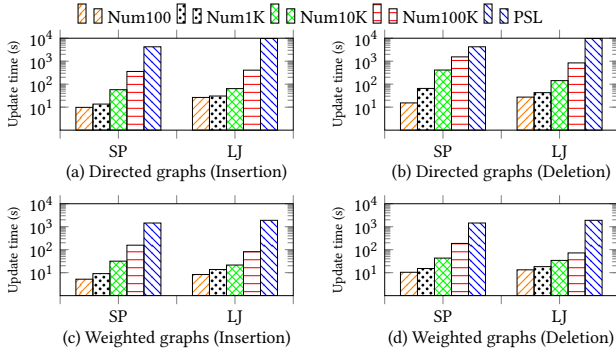 Num100 Num1K Num10K Num100K PSL
Update time (s)
10^4
10^3
10^2
10^1
SP LJ
(a) Directed graphs (Insertion)
Update time (s)
10^4
10^3
10^2
10^1
SP LJ
(b) Directed graphs (Deletion)
Update time (s)
10^4
10^3
10^2
10^1
SP LJ
(c) Weighted graphs (Insertion)
Update time (s)
10^4
10^3
10^2
10^1
SP LJ
(d) Weighted graphs (Deletion)